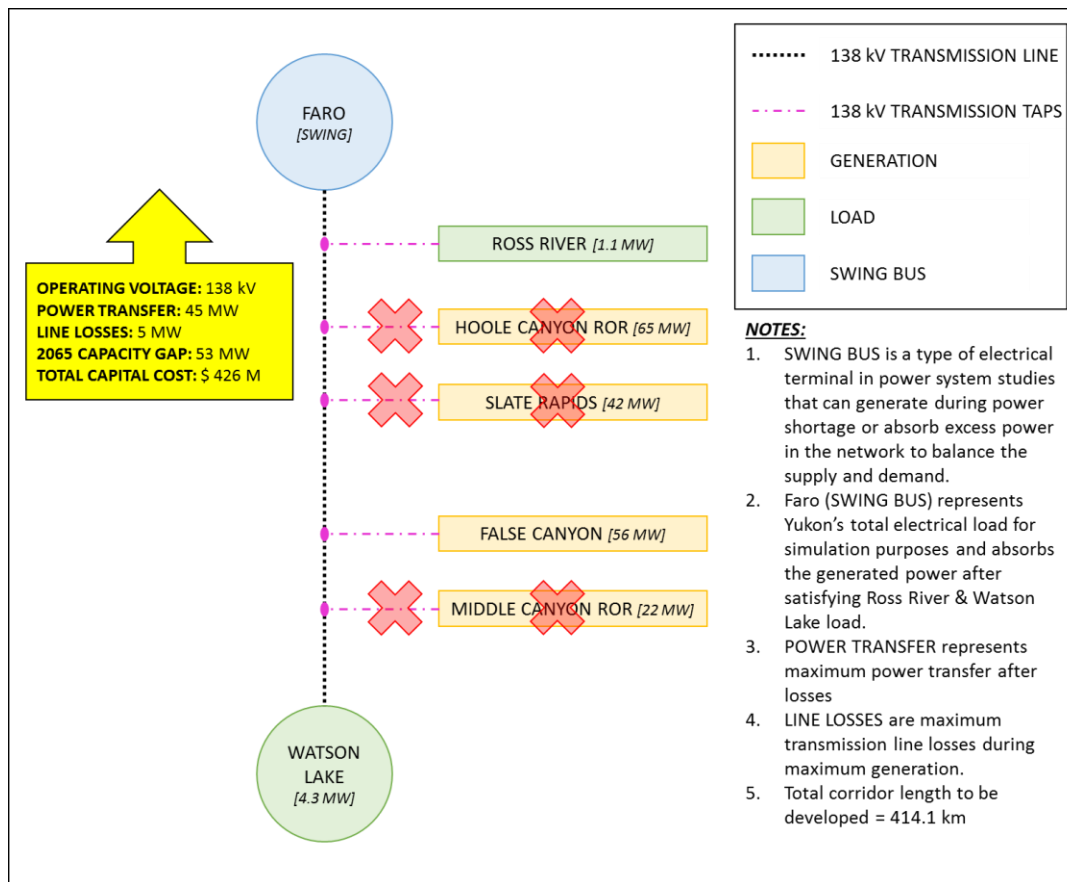 FARO
[SWING]
OPERATING VOLTAGE: 138 kV
POWER TRANSFER: 45 MW
LINE LOSSES: 5 MW
2065 CAPACITY GAP: 53 MW
TOTAL CAPITAL COST: $ 426 M
ROSS RIVER [1.1 MW]
HOOLE CANYON ROR [65 MW]
SLATE RAPIDS [42 MW]
FALSE CANYON [56 MW]
MIDDLE CANYON ROR [22 MW]
WATSON
LAKE
[4.3 MW]
138 kV TRANSMISSION LINE
138 kV TRANSMISSION TAPS
GENERATION
LOAD
SWING BUS
NOTES:
1. SWING BUS is a type of electrical
terminal in power system studies
that can generate during power
shortage or absorb excess power
in the network to balance the
supply and demand.
2. Faro (SWING BUS) represents
Yukon's total electrical load for
simulation purposes and absorbs
the generated power after
satisfying Ross River & Watson
Lake load.
3. POWER TRANSFER represents
maximum power transfer after
losses
4. LINE LOSSES are maximum
transmission line losses during
maximum generation.
5. Total corridor length to be
developed = 414.1 km